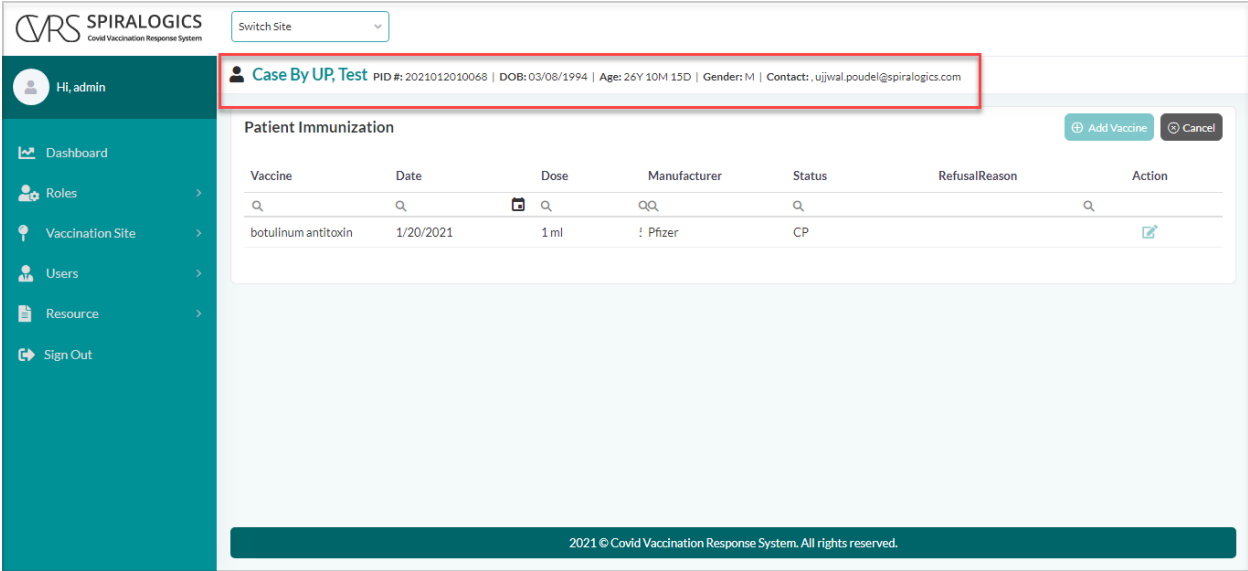 CVRS SPIRALOGICS
Covid Vaccination Response System
Switch Site
Hi, admin
Case By UP, Test PID #: 2021012010068 | DOB: 03/08/1994 | Age: 26Y 10M 15D | Gender: M | Contact: , ujjwal.poudel@spiralogics.com
Patient Immunization
Add Vaccine
Cancel
Dashboard
Roles
Vaccination Site
Users
Resource
Sign Out
Vaccine Date Dose Manufacturer Status RefusalReason Action
botulinum antitoxin 1/20/2021 1 ml Pfizer CP
2021 © Covid Vaccination Response System. All rights reserved.